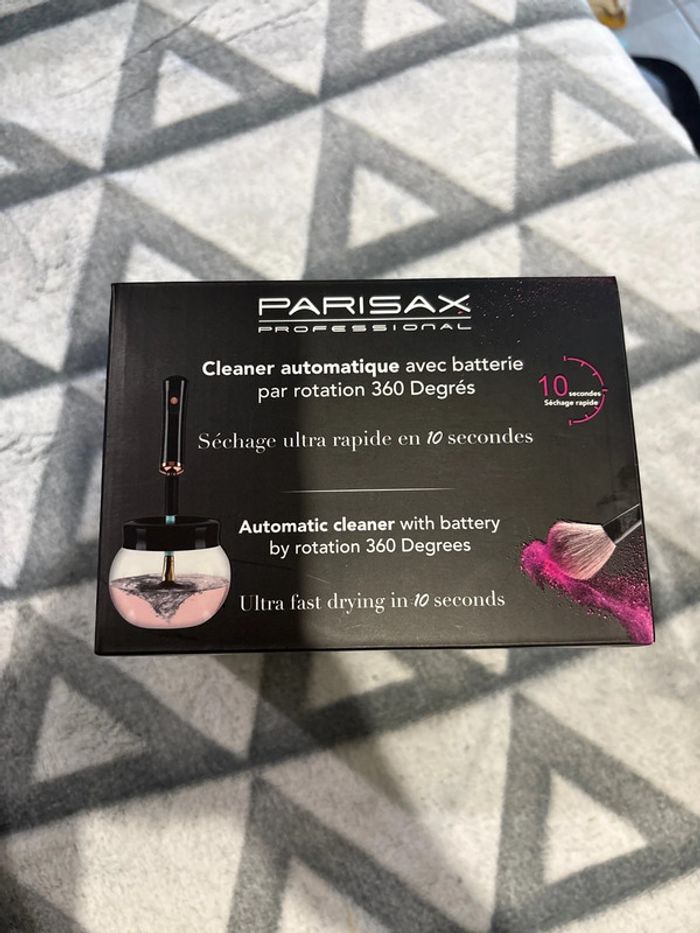 PARISAX
PROFESSIONAL
Cleaner automatique avec batterie
par rotation 360 Degrés
10 secondes
Séchage rapide
Séchage ultra rapide en 10 secondes
Automatic cleaner with battery
by rotation 360 Degrees
Ultra fast drying in 10 seconds